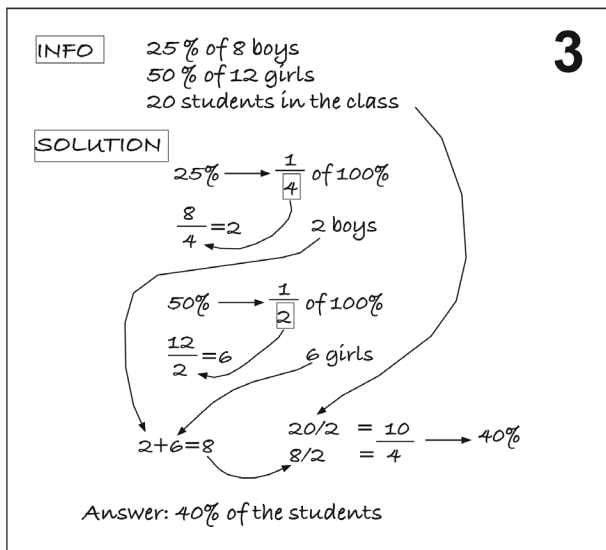 3
INFO 25% of 8 boys
50% of 12 girls
20 students in the class
SOLUTION
25% → 1/4 of 100%
8/4 = 2
2 boys
50% → 1/2 of 100%
12/2 = 6
6 girls
2+6=8
20/2 = 10
8/2 = 4
→ 40%
Answer: 40% of the students